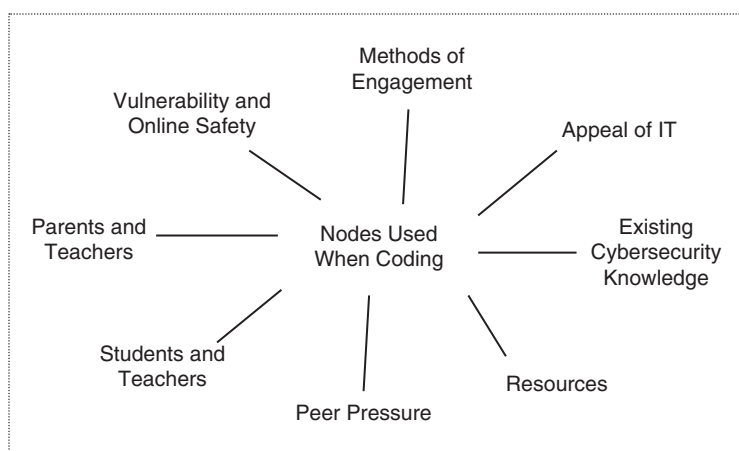 Methods of
Engagement
Vulnerability and
Online Safety
Appeal of IT
Parents and
Teachers
Nodes Used
When Coding
Existing
Cybersecurity
Knowledge
Students and
Teachers
Peer Pressure
Resources